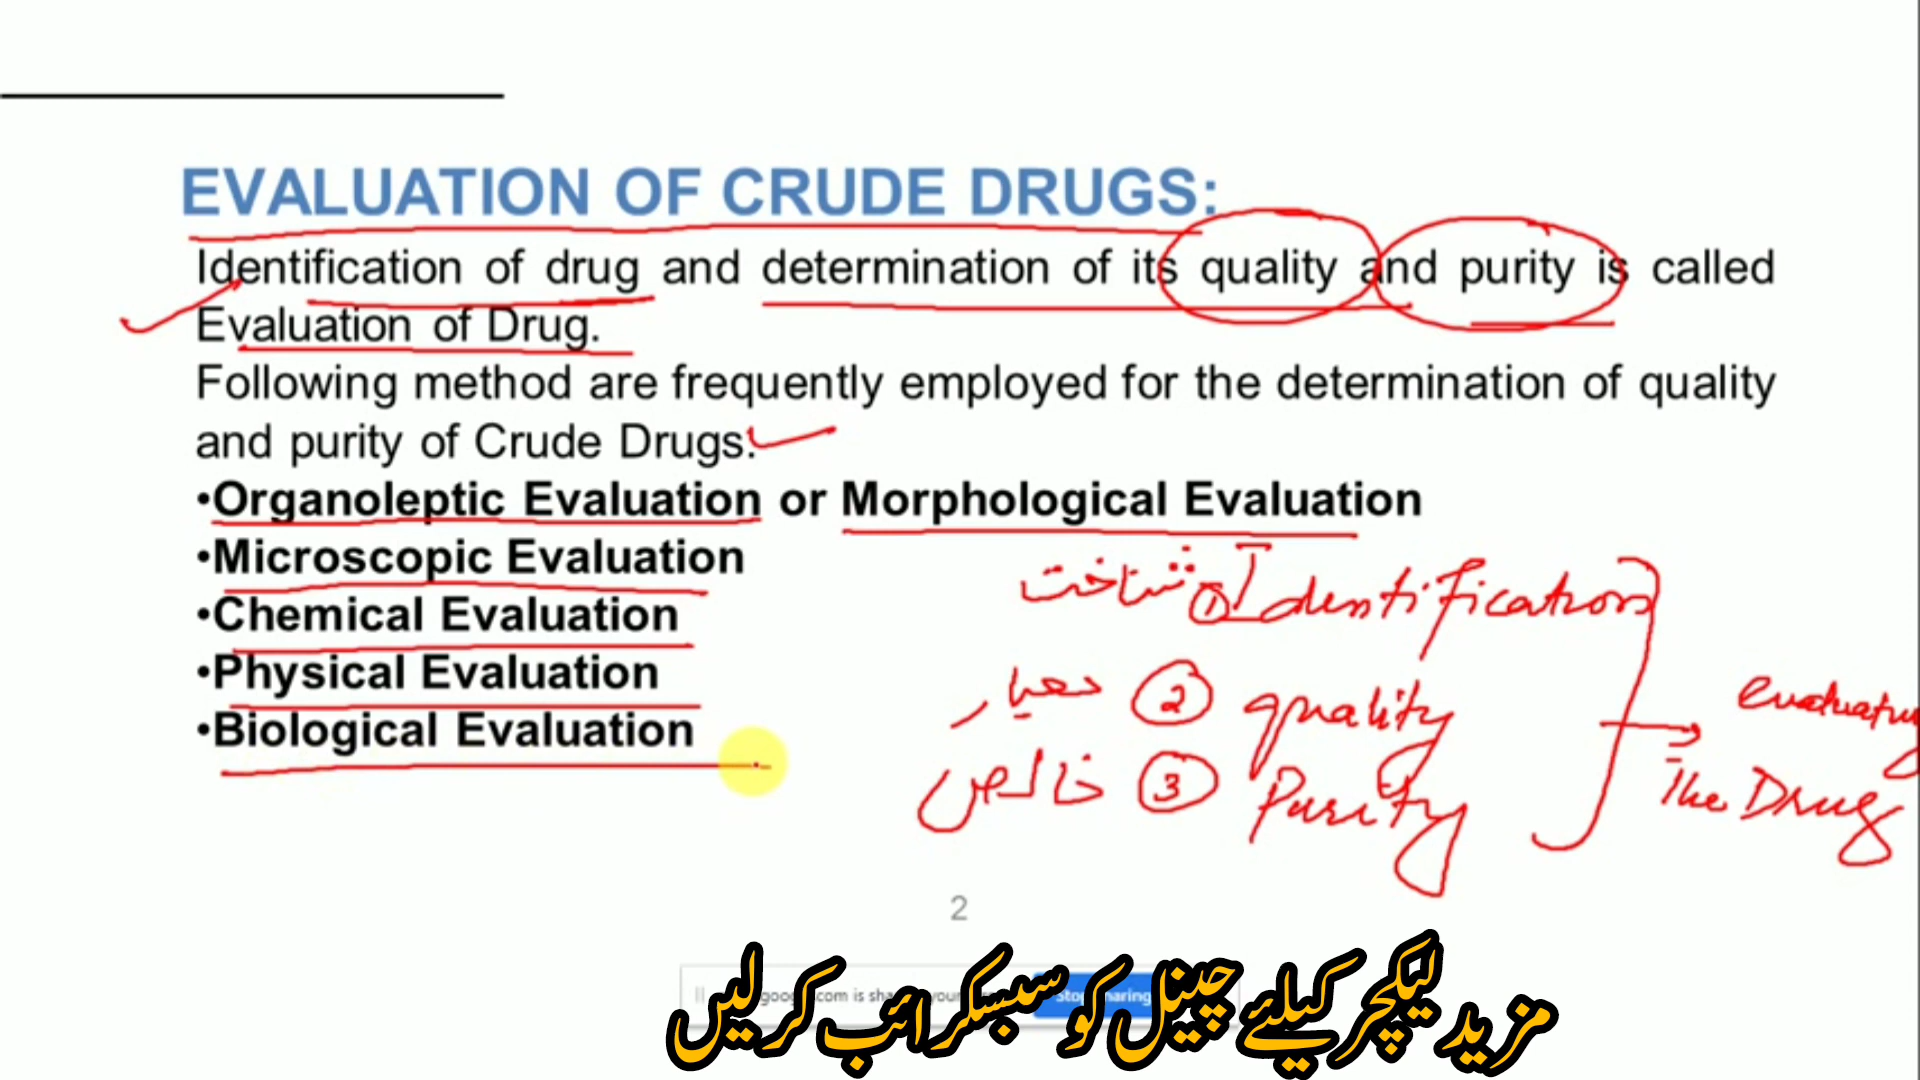 EVALUATION OF CRUDE DRUGS:
Identification of drug and determination of its quality and purity is called
Evaluation of Drug.
Following method are frequently employed for the determination of quality
and purity of Crude Drugs.
•Organoleptic Evaluation or Morphological Evaluation
•Microscopic Evaluation
•Chemical Evaluation
•Physical Evaluation
•Biological Evaluation
شناخت ① Identification
معیار ② quality
خالص ③ Purity
The Drug
2
.com is
مزید لیکچر کیلئے چینل کو سبسکرائب کرلیں